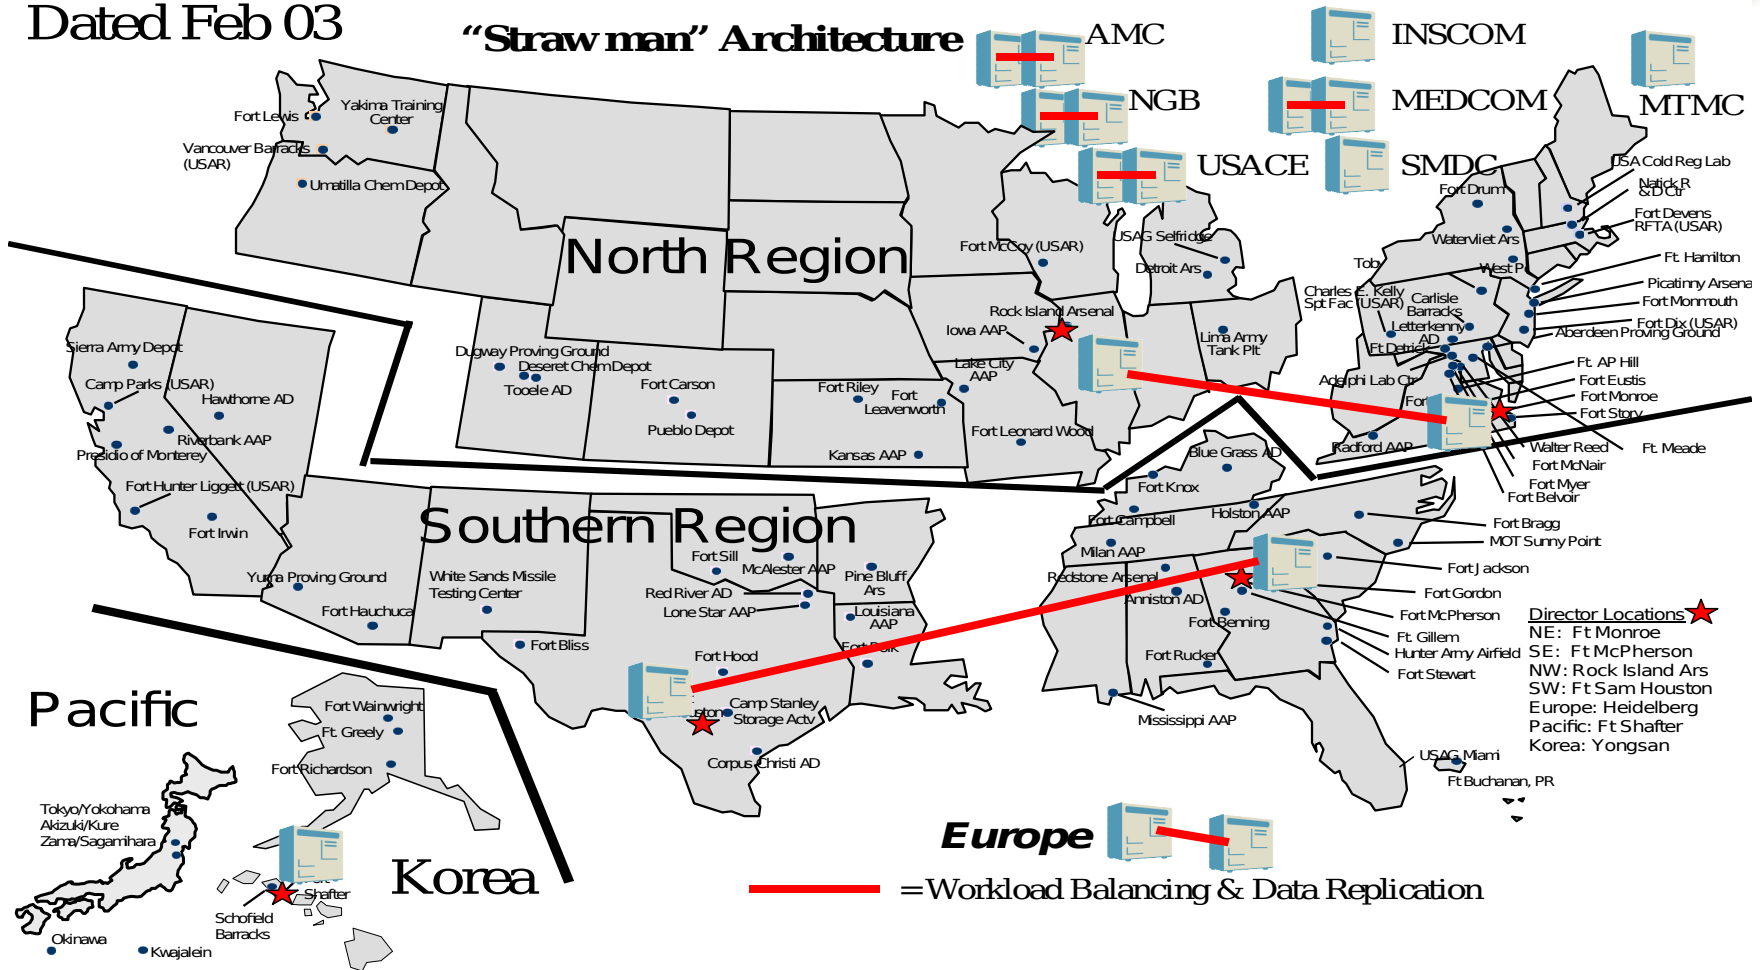 Dated Feb 03
“Straw man” Architecture
AMC
NGB
USACE
INSCOM
MEDCOM
SMDC
MTMC
Fort Lewis
Yakima Training
Center
Vancouver Barracks
(USAR)
Umatilla Chem Depot
North Region
Fort McCoy (USAR)
USAG Selfridge
Detroit Ars
Rock Island Arsenal
Iowa AAP
Lima Army
Tank Plt
Lake City
AAP
Dugway Proving Ground
Deseret Chem Depot
Tooele AD
Fort Carson
Pueblo Depot
Fort Riley
Fort
Leavenworth
Kansas AAP
Fort Leonard Wood
USA Cold Reg Lab
Natick R
& D Ctr
Fort Drum
Fort Devens
RFTA (USAR)
Watervliet Ars
West P
Toby
Ft. Hamilton
Picatinny Arsena
Fort Monmouth
Fort Dix (USAR)
Aberdeen Proving Ground
Charles E. Kelly
Spt Fac (USAR)
Carlisle
Barracks
Letterkenny
AD
Ft Detrick
Adelphi Lab Ctr
Fort
Ft. AP Hill
Fort Eustis
Fort Monroe
Fort Story
Radford AAP
Walter Reed
Ft. Meade
Fort McNair
Fort Myer
Fort Belvoir
Sierra Army Depot
Camp Parks (USAR)
Hawthorne AD
Riverbank AAP
Presidio of Monterey
Fort Hunter Liggett (USAR)
Fort Irwin
Southern Region
Yuma Proving Ground
Fort Hauchuca
White Sands Missile
Testing Center
Fort Bliss
Fort Sill
McAlester AAP
Red River AD
Lone Star AAP
Pine Bluff
Ars
Louisiana
AAP
Fort Polk
Fort Hood
Camp Stanley
Storage Actv
uston
Corpus Christi AD
Blue Grass AD
Fort Knox
Fort Campbell
Holston AAP
Milan AAP
Redstone Arsenal
Anniston AD
Fort Benning
Fort Rucker
Mississippi AAP
Fort Bragg
MOT Sunny Point
Fort Jackson
Fort Gordon
Fort McPherson
Ft. Gillem
Hunter Army Airfield
Fort Stewart
USAG Miami
Ft Buchanan, PR
Director Locations
NE: Ft Monroe
SE: Ft McPherson
NW: Rock Island Ars
SW: Ft Sam Houston
Europe: Heidelberg
Pacific: Ft Shafter
Korea: Yongsan
Pacific
Fort Wainwright
Ft. Greely
Fort Richardson
Tokyo/Yokohama
Akizuki/Kure
Zama/Sagamihara
Shafter
Schofield
Barracks
Okinawa
Kwajalein
Korea
Europe
= Workload Balancing & Data Replication